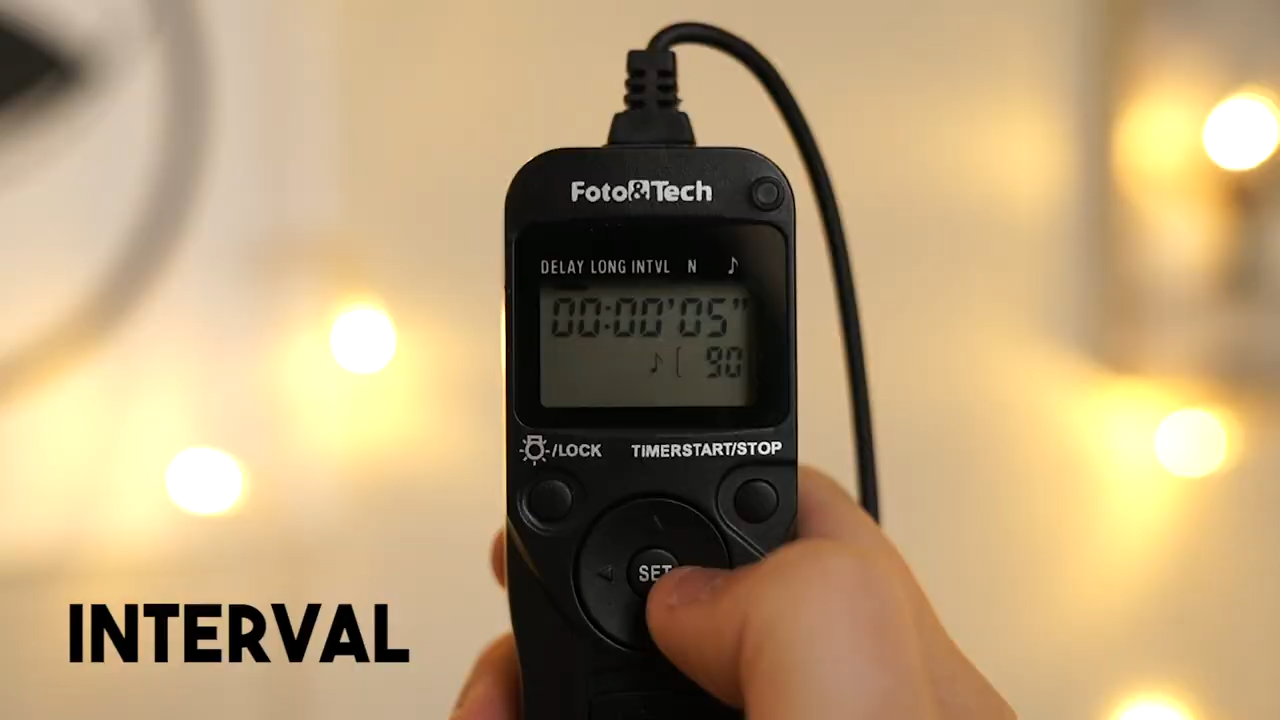 Foto&Tech
DELAY LONG INTVL N ♪
00:00'05"
♪ [ 90
/LOCK TIMERSTART/STOP
SET
INTERVAL